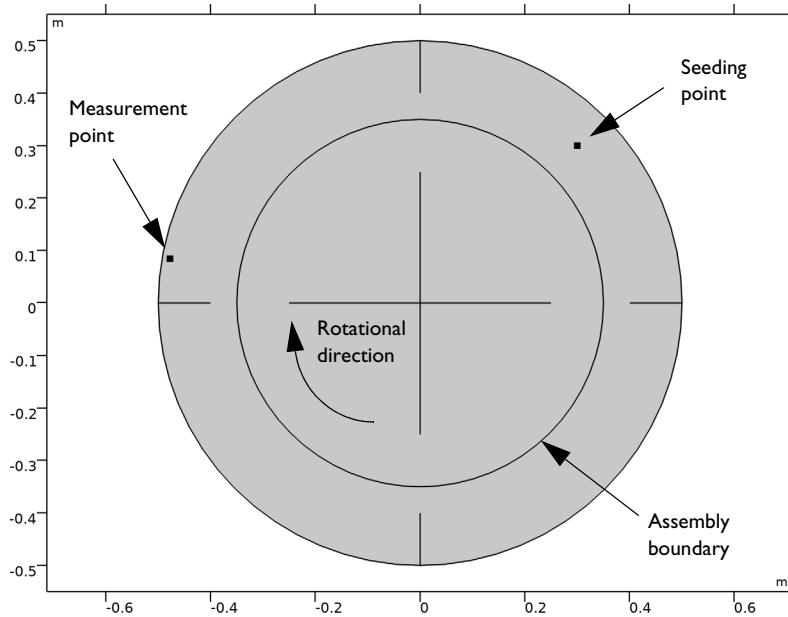 m
0.5
0.4
0.3
0.2
0.1
0
-0.1
-0.2
-0.3
-0.4
-0.5
Seeding
point
Measurement
point
Rotational
direction
Assembly
boundary
m
-0.6
-0.4
-0.2
0
0.2
0.4
0.6